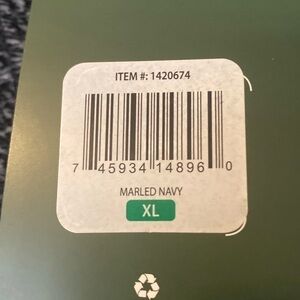 ITEM #: 1420674
7 45934 14896 0
MARLED NAVY
XL